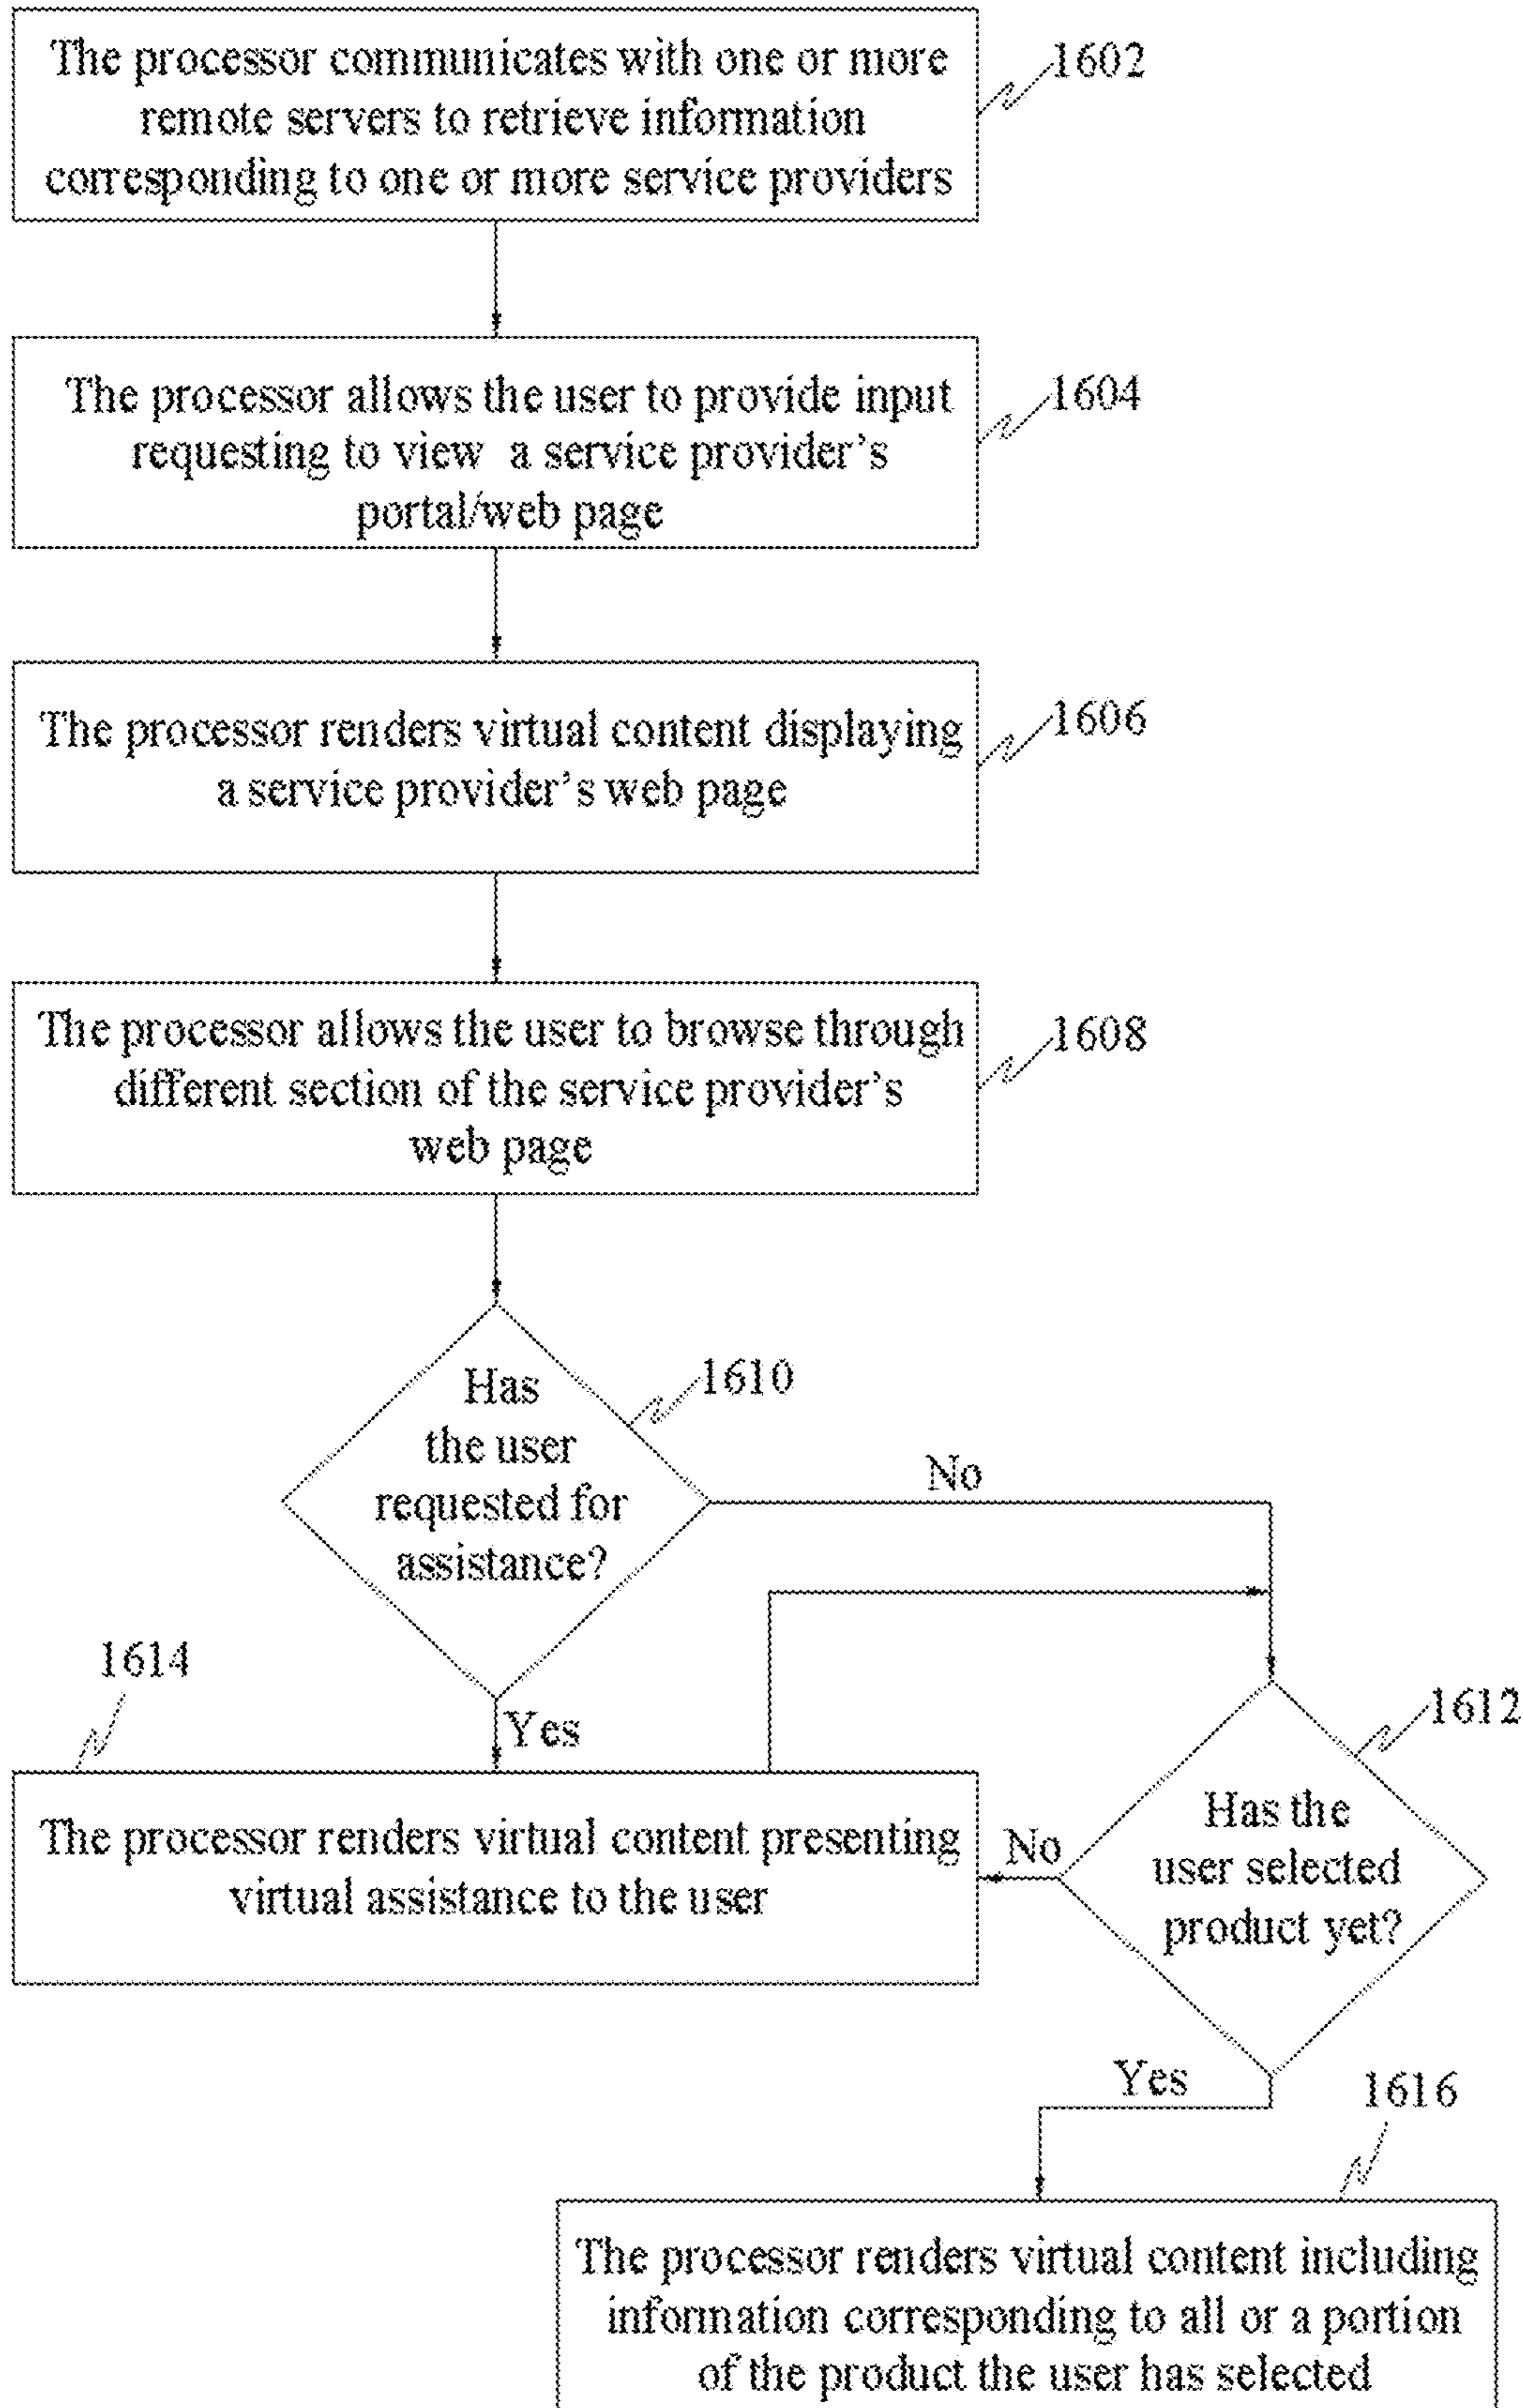 The processor communicates with one or more
remote servers to retrieve information
corresponding to one or more service providers
1602
The processor allows the user to provide input
requesting to view a service provider's
portal/web page
1604
The processor renders virtual content displaying
a service provider's web page
1606
The processor allows the user to browse through
different section of the service provider's
web page
1608
Has
the user
requested for
assistance?
1610
No
Yes
1614
The processor renders virtual content presenting
virtual assistance to the user
1612
Has the
user selected
product yet?
No
Yes
1616
The processor renders virtual content including
information corresponding to all or a portion
of the product the user has selected